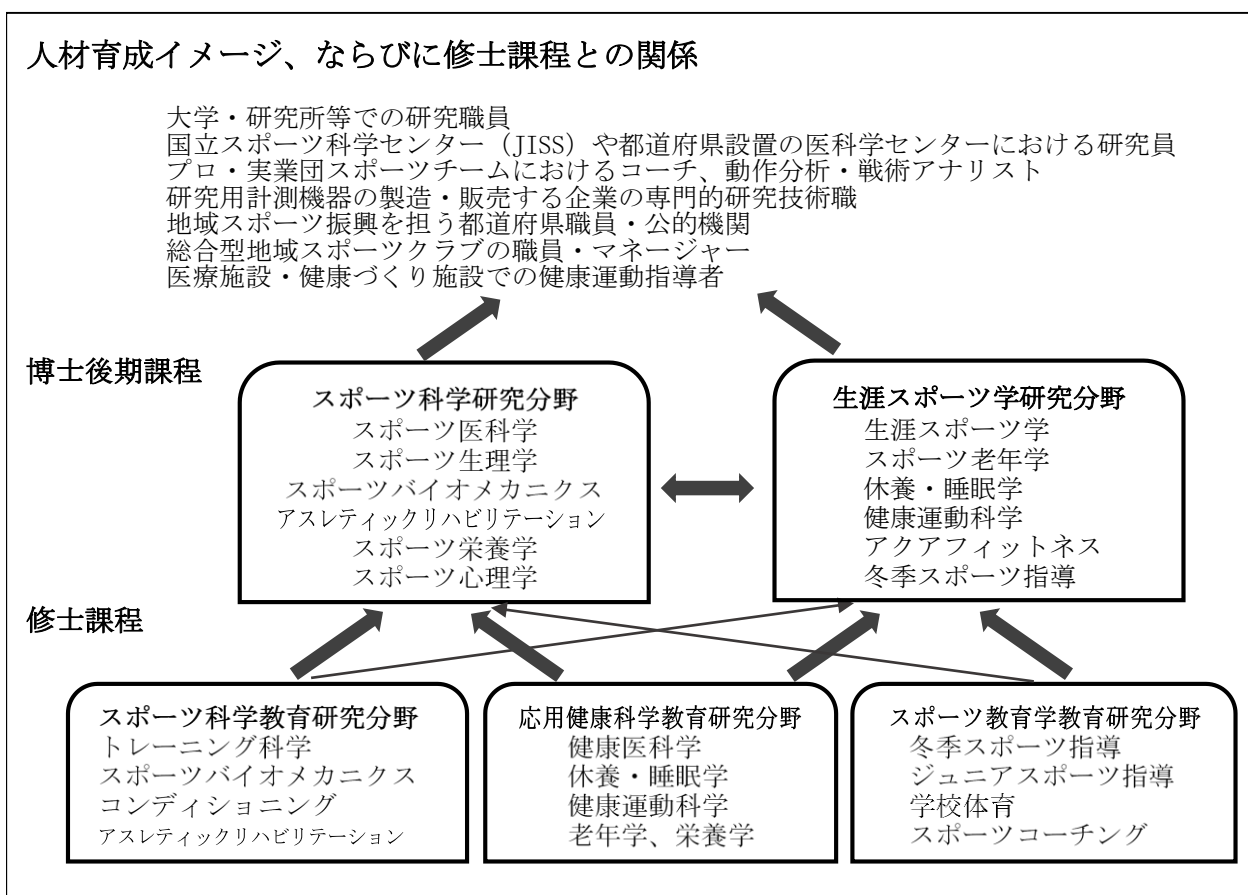 人材育成イメージ、ならびに修士課程との関係
大学・研究所等での研究職員
国立スポーツ科学センター（JISS）や都道府県設置の医科学センターにおける研究員
プロ・実業団スポーツチームにおけるコーチ、動作分析・戦術アナリスト
研究用計測機器の製造・販売する企業の専門的研究技術職
地域スポーツ振興を担う都道府県職員・公的機関
総合型地域スポーツクラブの職員・マネージャー
医療施設・健康づくり施設での健康運動指導者
博士後期課程
スポーツ科学研究分野
スポーツ医科学
スポーツ生理学
スポーツバイオメカニクス
アスレティックリハビリテーション
スポーツ栄養学
スポーツ心理学
生涯スポーツ学研究分野
生涯スポーツ学
スポーツ老年学
休養・睡眠学
健康運動科学
アクアフィットネス
冬季スポーツ指導
修士課程
スポーツ科学教育研究分野
トレーニング科学
スポーツバイオメカニクス
コンディショニング
アスレティックリハビリテーション
応用健康科学教育研究分野
健康医科学
休養・睡眠学
健康運動科学
老年学、栄養学
スポーツ教育学教育研究分野
冬季スポーツ指導
ジュニアスポーツ指導
学校体育
スポーツコーチング